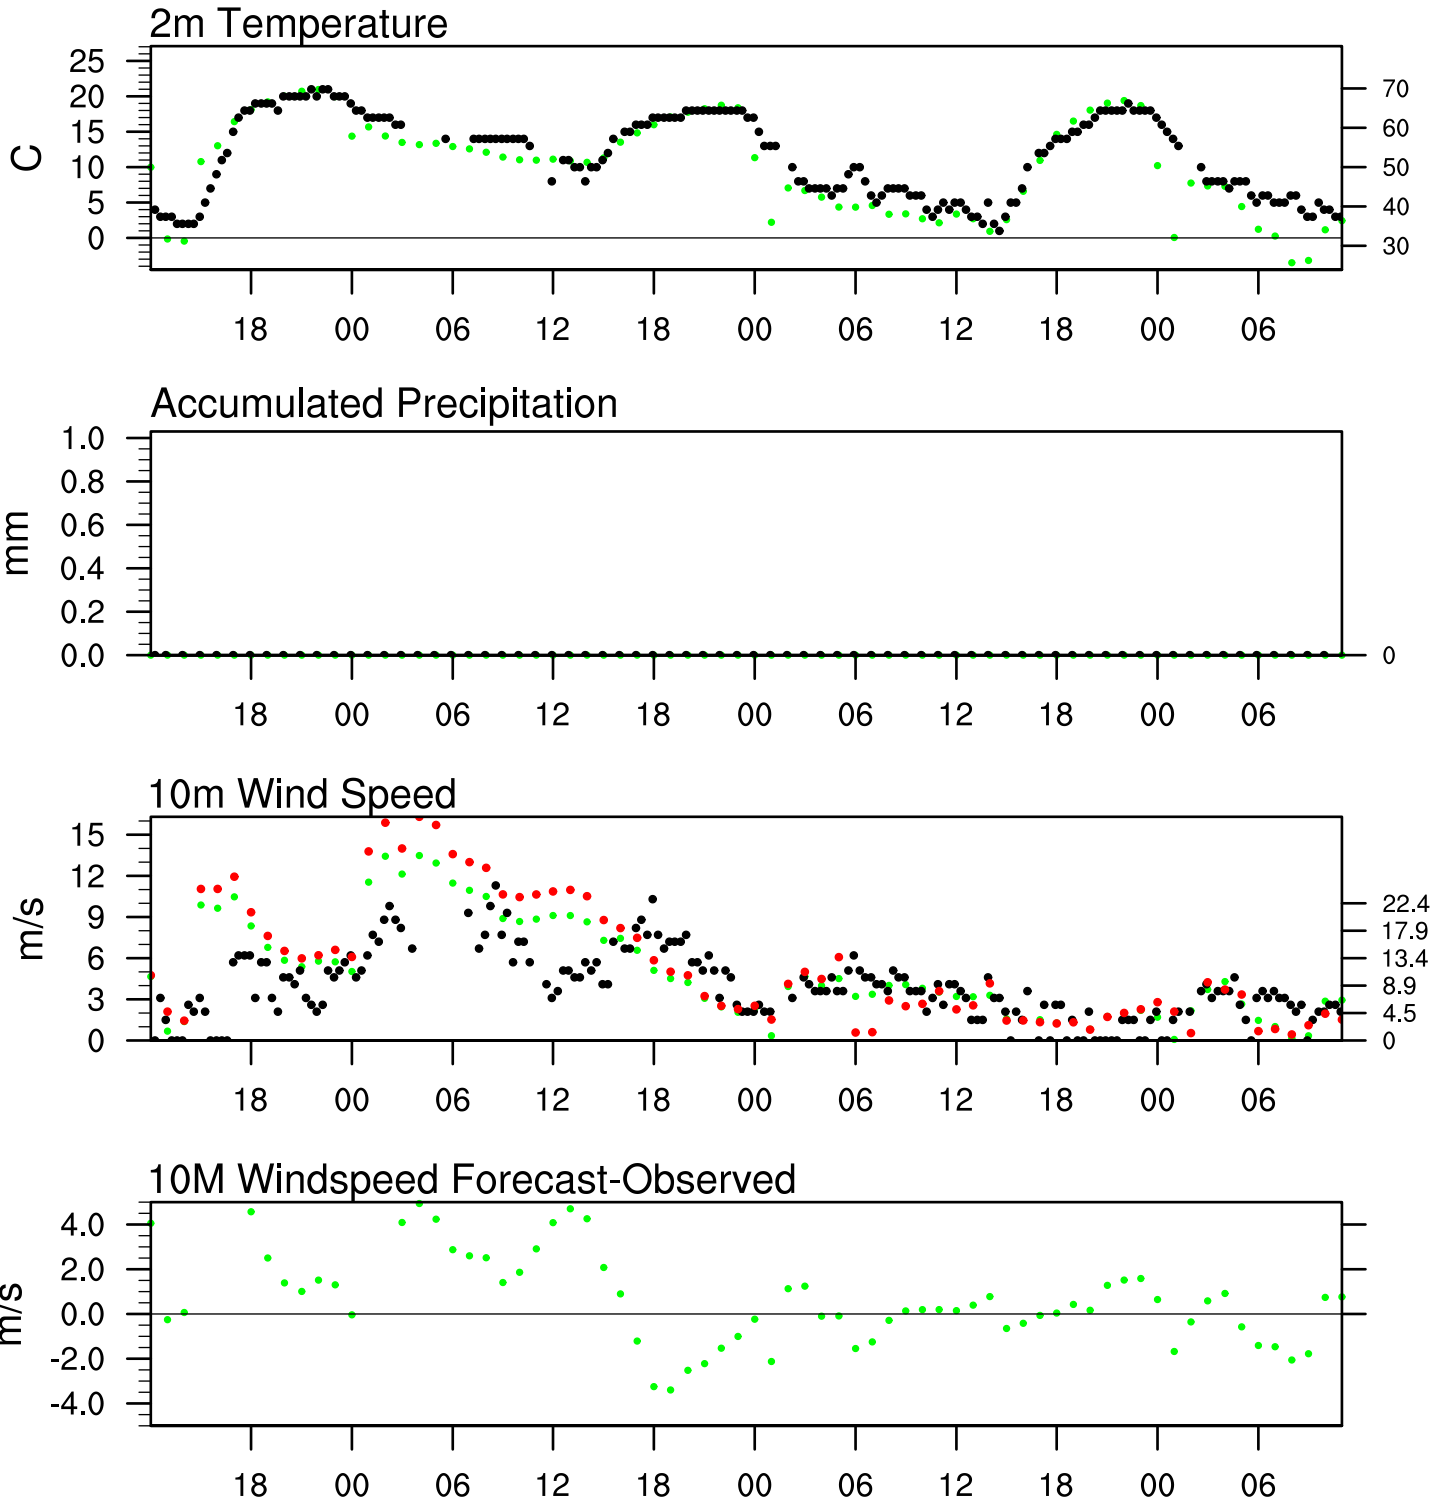 2m Temperature
C
25
20
15
10
5
0
70
60
50
40
30
18 00 06 12 18 00 06 12 18 00 06
Accumulated Precipitation
mm
1.0
0.8
0.6
0.4
0.2
0.0
0
18 00 06 12 18 00 06 12 18 00 06
10m Wind Speed
m/s
15
12
9
6
3
0
22.4
17.9
13.4
8.9
4.5
0
18 00 06 12 18 00 06 12 18 00 06
10M Windspeed Forecast-Observed
m/s
4.0
2.0
0.0
-2.0
-4.0
18 00 06 12 18 00 06 12 18 00 06